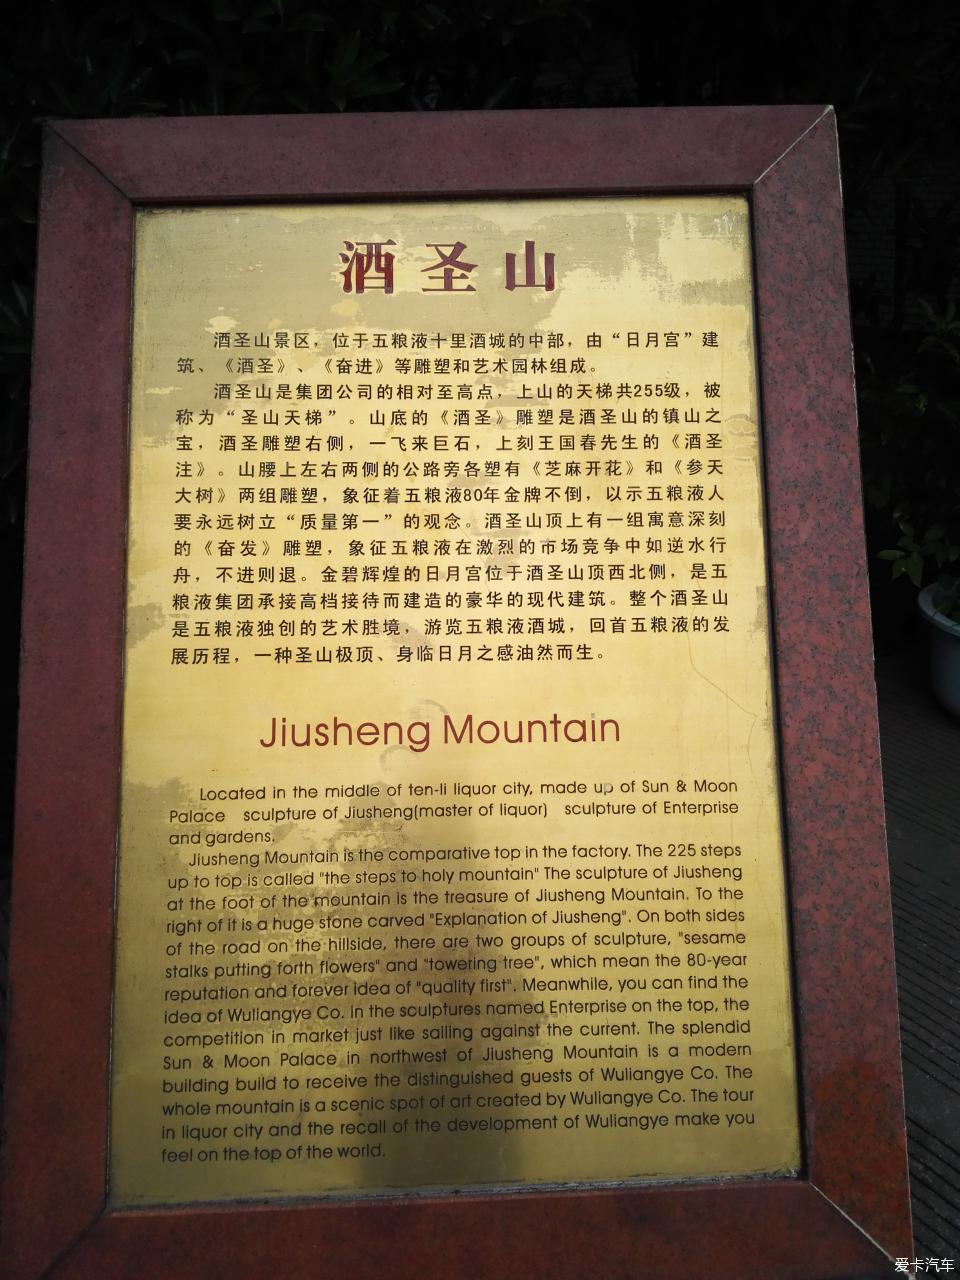 酒圣山
酒圣山景区，位于五粮液十里酒城的中部，由“日月宫”建
筑、《酒圣》、《奋进》等雕塑和艺术园林组成。
酒圣山是集团公司的相对至高点，上山的天梯共255级，被
称为“圣山天梯”。山底的《酒圣》雕塑是酒圣山的镇山之
宝，酒圣雕塑右侧，一飞来巨石，上刻王国春先生的《酒圣
注》。山腰上左右两侧的公路旁各塑有《芝麻开花》和《参天
大树》两组雕塑，象征着五粮液80年金牌不倒，以示五粮液人
要永远树立“质量第一”的观念。酒圣山顶上有一组寓意深刻
的《奋发》雕塑，象征五粮液在激烈的市场竞争中如逆水行
舟，不进则退。金碧辉煌的日月宫位于酒圣山顶西北侧，是五
粮液集团承接高档接待而建造的豪华的现代建筑。整个酒圣山
是五粮液独创的艺术胜境，游览五粮液酒城，回首五粮液的发
展历程，一种圣山极顶、身临日月之感油然而生。
Jiusheng Mountain
Located in the middle of ten-li liquor city, made up of Sun & Moon
Palace sculpture of Jiusheng(master of liquor) sculpture of Enterprise
and gardens.
Jiusheng Mountain is the comparative top in the factory. The 225 steps
up to top is called "the steps to holy mountain" The sculpture of Jiusheng
at the foot of the mountain is the treasure of Jiusheng Mountain. To the
right of it is a huge stone carved "Explanation of Jiusheng". On both sides
of the road on the hillside, there are two groups of sculpture, "sesame
stalks putting forth flowers" and "towering tree", which mean the 80-year
reputation and forever idea of "quality first". Meanwhile, you can find the
idea of Wuliangye Co. in the sculptures named Enterprise on the top, the
competition in market just like sailing against the current. The splendid
Sun & Moon Palace in northwest of Jiusheng Mountain is a modern
building build to receive the distinguished guests of Wuliangye Co. The
whole mountain is a scenic spot of art created by Wuliangye Co. The tour
in liquor city and the recall of the development of Wuliangye make you
feel on the top of the world.
爱卡汽车